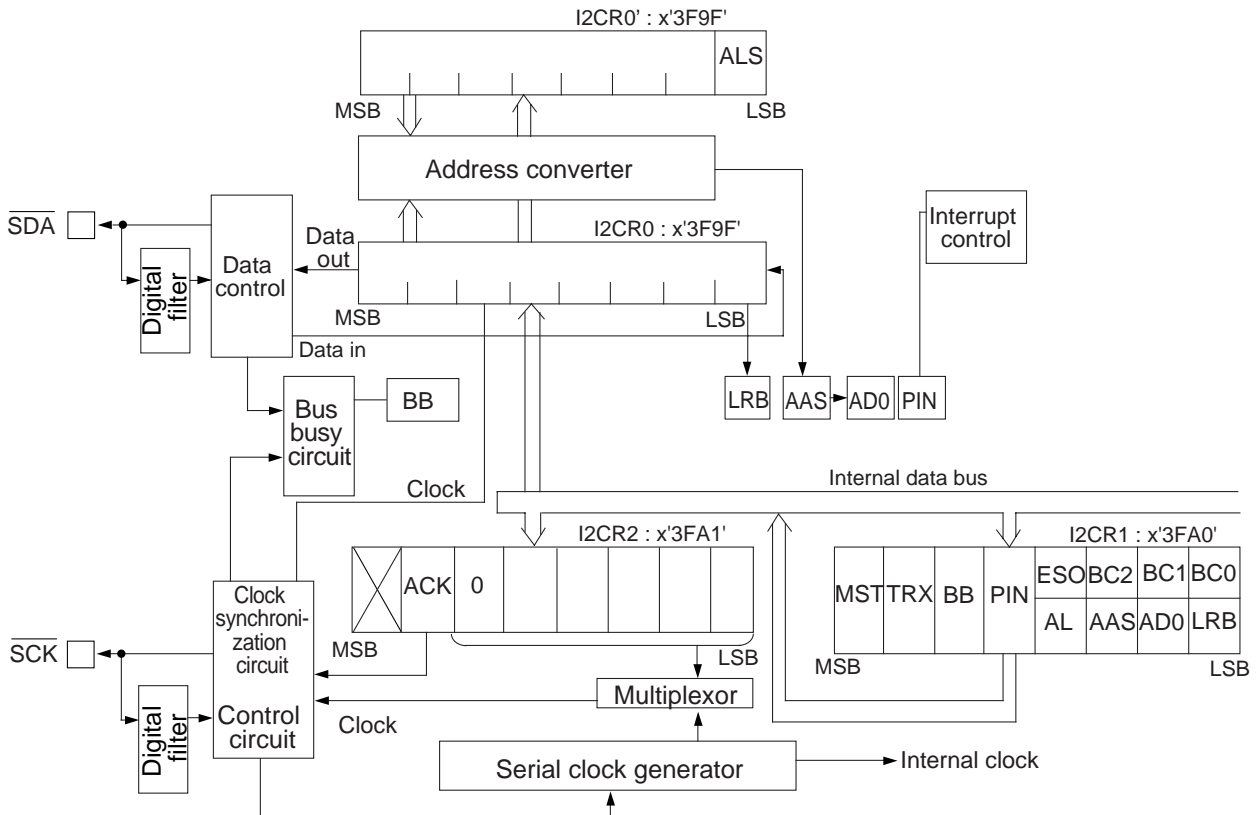 I2CR0' : x'3F9F'
ALS
MSB
LSB
Address converter
SDA
Digital
filter
Data
control
Data
out
I2CR0 : x'3F9F'
Interrupt
control
MSB
LSB
Data in
Bus
busy
circuit
BB
LRB
AAS
AD0
PIN
Clock
Internal data bus
I2CR2 : x'3FA1'
ACK
0
MSB
LSB
I2CR1 : x'3FA0'
MST
TRX
BB
PIN
ESO
BC2
BC1
BC0
AL
AAS
AD0
LRB
MSB
LSB
SCK
Digital
filter
Clock
synchroni-
zation
circuit
Control
circuit
Clock
Multiplexor
Serial clock generator
Internal clock